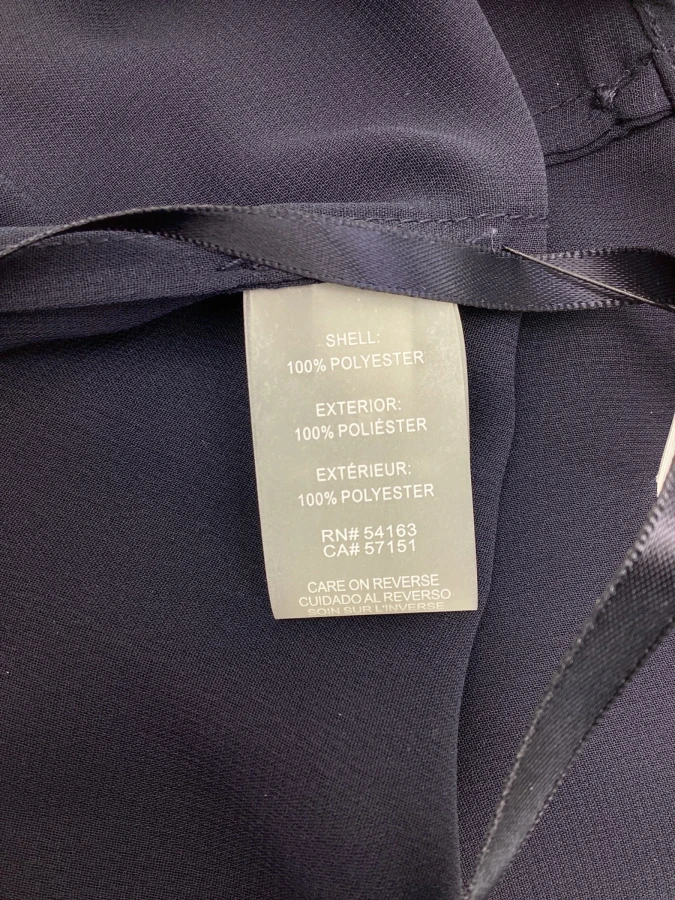 SHELL:
100% POLYESTER
EXTERIOR:
100% POLIÉSTER
EXTÉRIEUR:
100% POLYESTER
RN# 54163
CA# 57151
CARE ON REVERSE
CUIDADO AL REVERSO
SOIN SUR L'INVERSE